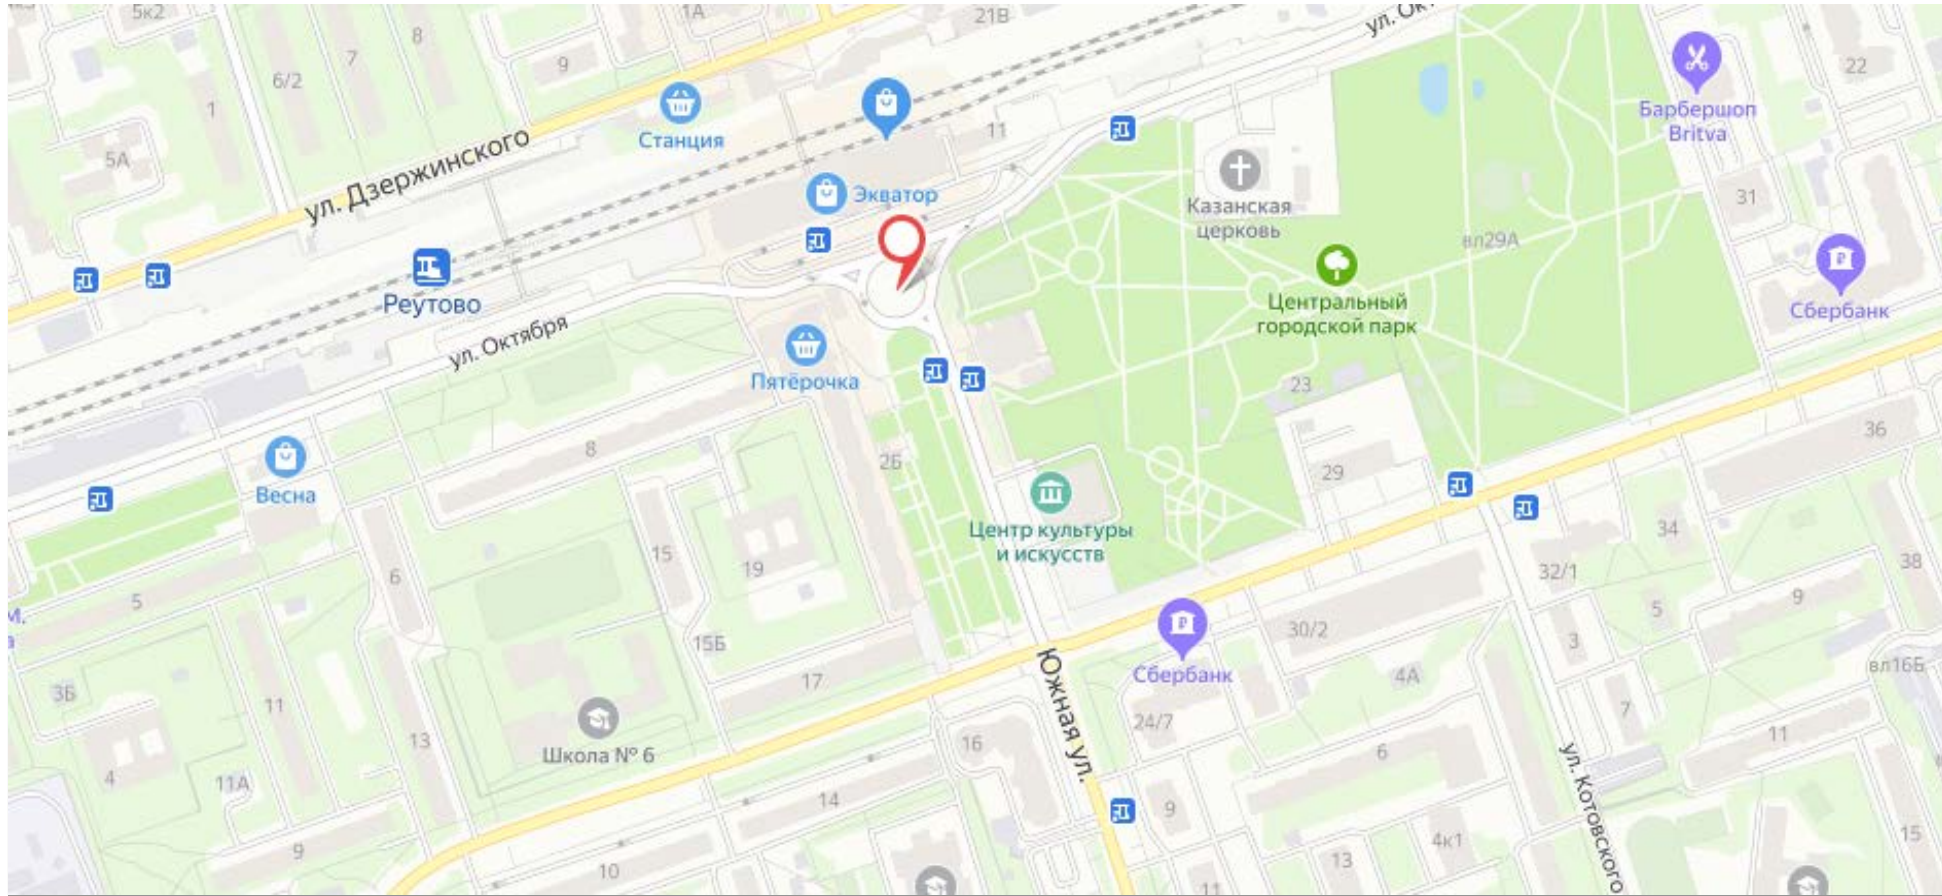 5к2
1А
21В
ул. Ок
8
7
6/2
9
1
22
Барбершоп
Britva
Станция
11
5А
ул. Дзержинского
Экватор
Казанская
церковь
31
вл29А
Реутово
Центральный
городской парк
Сбербанк
ул. Октября
Пятёрочка
23
36
8
2Б
29
Весна
Центр культуры
и искусств
34
15
19
6
5
32/1
38
9
5
м.
а
30/2
3
15Б
Сбербанк
4А
вл16Б
17
3Б
11
7
24/7
Южная ул.
13
Школа № 6
16
6
11
4
11А
14
9
ул. Котовского
4к1
15
9
10
13
11